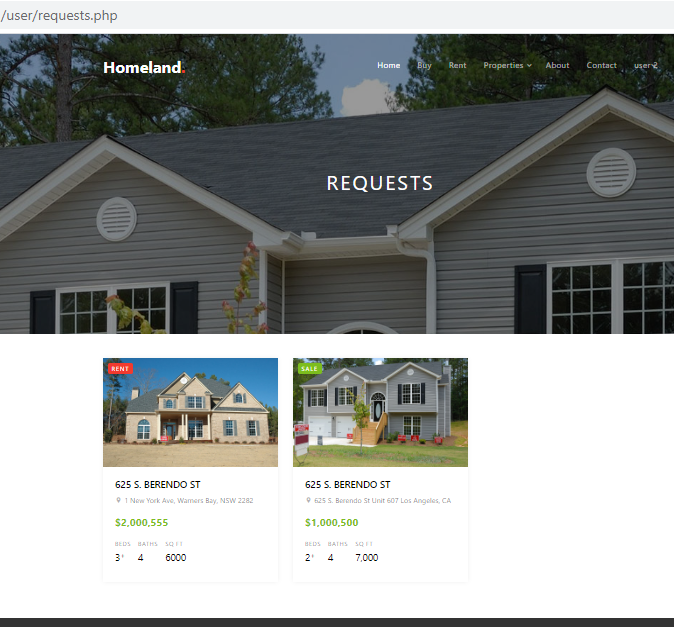 /user/requests.php
Homeland.
Home Buy Rent Properties About Contact user2
REQUESTS
RENT
625 S. BERENDO ST
1 New York Ave, Warners Bay, NSW 2282
$2,000,555
BEDS BATHS SQ FT
3+ 4 6000
SALE
625 S. BERENDO ST
625 S. Berendo St Unit 607 Los Angeles, CA
$1,000,500
BEDS BATHS SQ FT
2+ 4 7,000